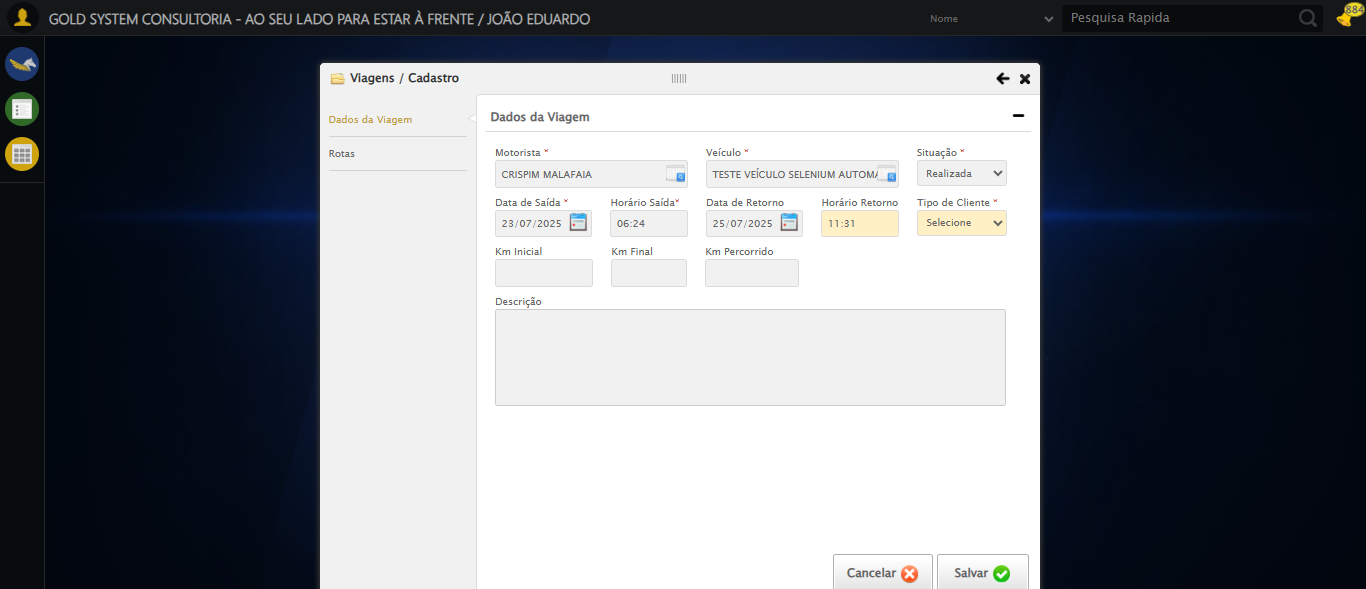 GOLD SYSTEM CONSULTORIA - AO SEU LADO PARA ESTAR À FRENTE / JOÃO EDUARDO
Nome
Pesquisa Rapida
884
Viagens / Cadastro
Dados da Viagem
Rotas
Dados da Viagem
Motorista * Veículo * Situação *
CRISPIM MALAFAIA TESTE VEÍCULO SELENIUM AUTOMA Realizada
Data de Saída * Horário Saída* Data de Retorno Horário Retorno Tipo de Cliente *
23/07/2025 06:24 25/07/2025 11:31 Selecione
Km Inicial Km Final Km Percorrido
Descrição
Cancelar Salvar